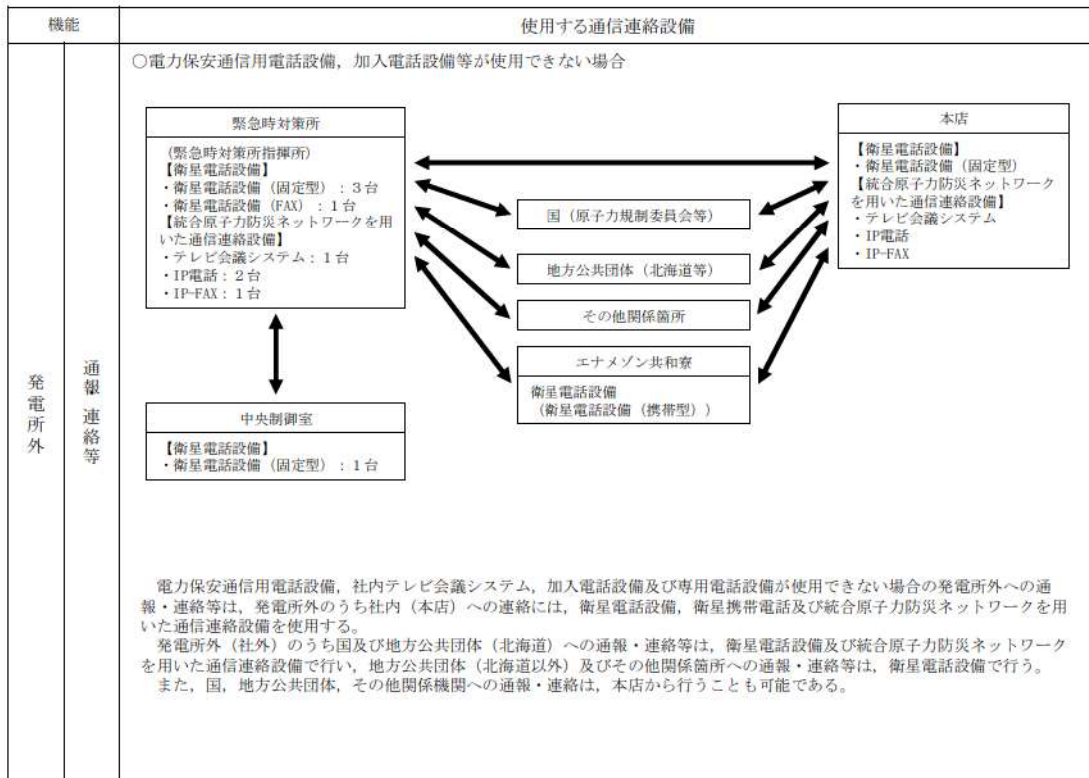 機能
使用する通信連絡設備
発電所外
通報・連絡等
○電力保安通信用電話設備，加入電話設備等が使用できない場合
緊急時対策所
(緊急時対策所指揮所)
【衛星電話設備】
・衛星電話設備（固定型）：３台
・衛星電話設備（FAX）：１台
【統合原子力防災ネットワークを用
いた通信連絡設備】
・テレビ会議システム：１台
・IP電話：２台
・IP-FAX：１台
中央制御室
【衛星電話設備】
・衛星電話設備（固定型）：１台
国（原子力規制委員会等）
地方公共団体（北海道等）
その他関係箇所
エナメゾン共和寮
衛星電話設備
（衛星電話設備（携帯型））
本店
【衛星電話設備】
・衛星電話設備（固定型）
【統合原子力防災ネットワーク
を用いた通信連絡設備】
・テレビ会議システム
・IP電話
・IP-FAX
電力保安通信用電話設備，社内テレビ会議システム，加入電話設備及び専用電話設備が使用できない場合の発電所外への通
報・連絡等は，発電所外のうち社内（本店）への連絡には，衛星電話設備，衛星携帯電話及び統合原子力防災ネットワークを用
いた通信連絡設備を使用する。
発電所外（社外）のうち国及び地方公共団体（北海道）への通報・連絡等は，衛星電話設備及び統合原子力防災ネットワーク
を用いた通信連絡設備で行い，地方公共団体（北海道以外）及びその他関係箇所への通報・連絡等は，衛星電話設備で行う。
また，国，地方公共団体，その他関係機関への通報・連絡は，本店から行うことも可能である。